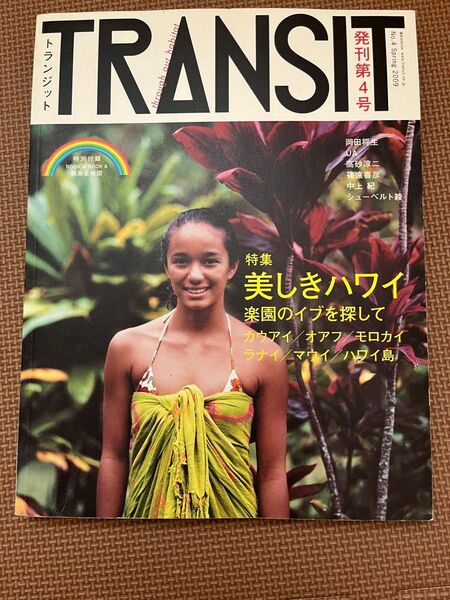 TRANSIT
トランジット
through our habitat
発刊第4号
No.4 Spring 2009
特別付録
BOOK in BOOK &
岡田将生
UA
高砂淳二
篠遠喜彦
中上 紀
シューベルト綾
特集
美しきハワイ
楽園のイブを探して
カウアイ／オアフ／モロカイ
ラナイ／マウイ／ハワイ島